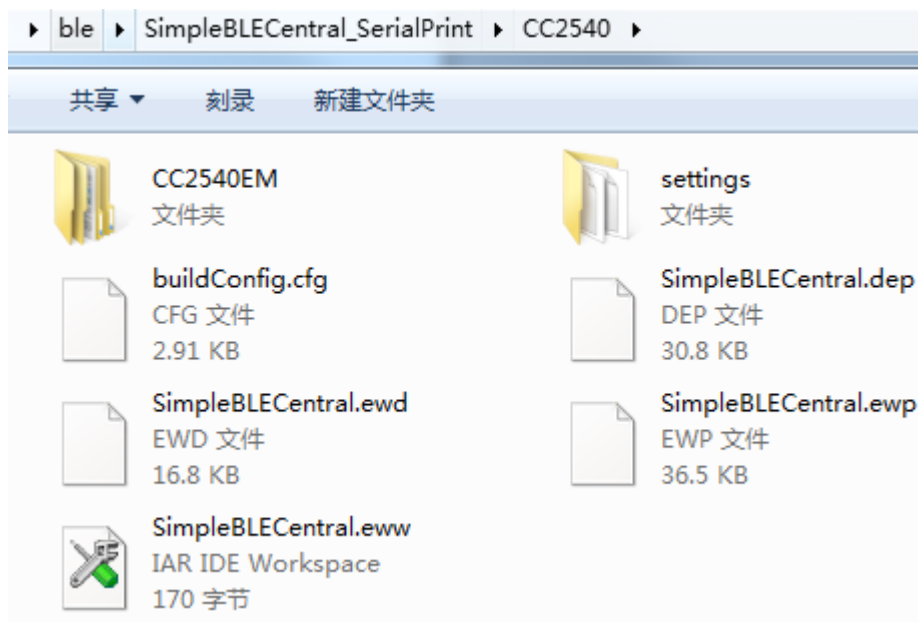 ble SimpleBLECentral_SerialPrint CC2540
共享 刻录 新建文件夹
CC2540EM
文件夹
settings
文件夹
buildConfig.cfg
CFG 文件
2.91 KB
SimpleBLECentral.dep
DEP 文件
30.8 KB
SimpleBLECentral.ewd
EWD 文件
16.8 KB
SimpleBLECentral.ewp
EWP 文件
36.5 KB
SimpleBLECentral.eww
IAR IDE Workspace
170 字节